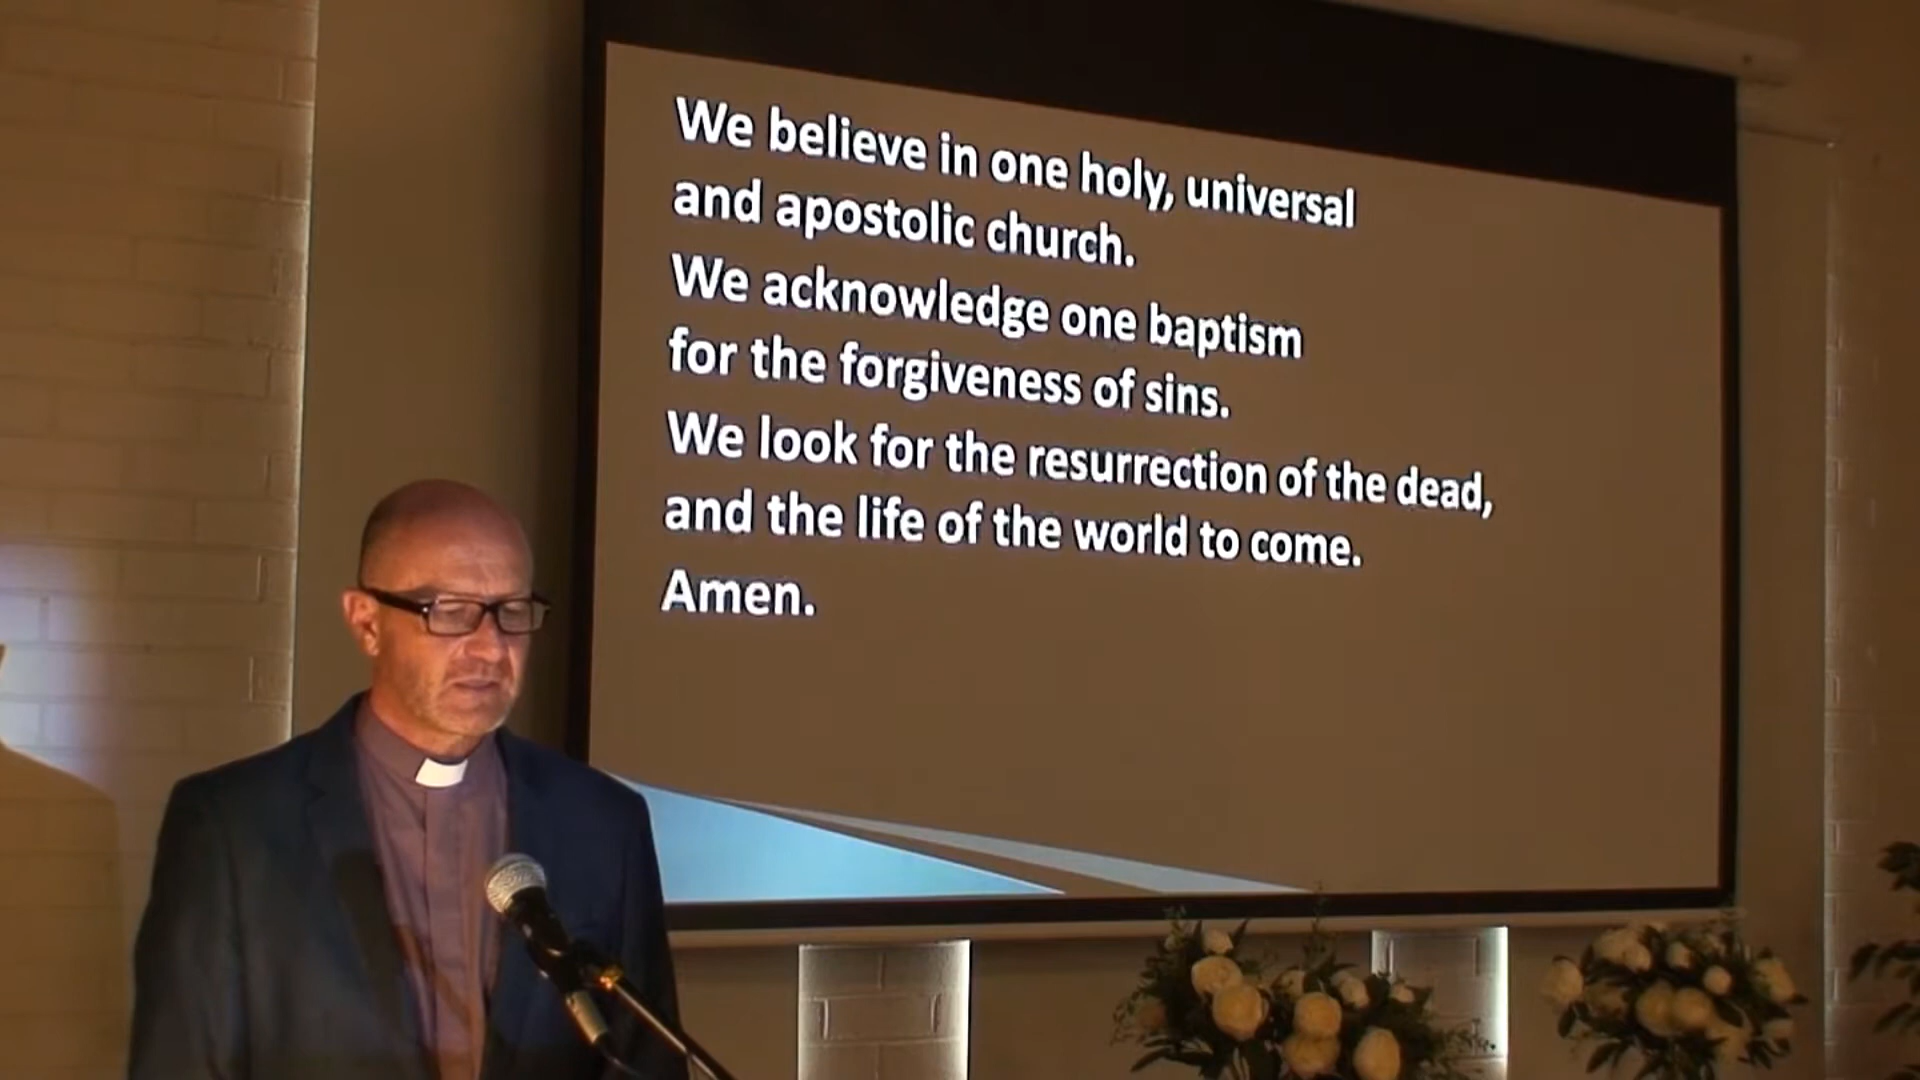 We believe in one holy, universal
and apostolic church.
We acknowledge one baptism
for the forgiveness of sins.
We look for the resurrection of the dead,
and the life of the world to come.
Amen.